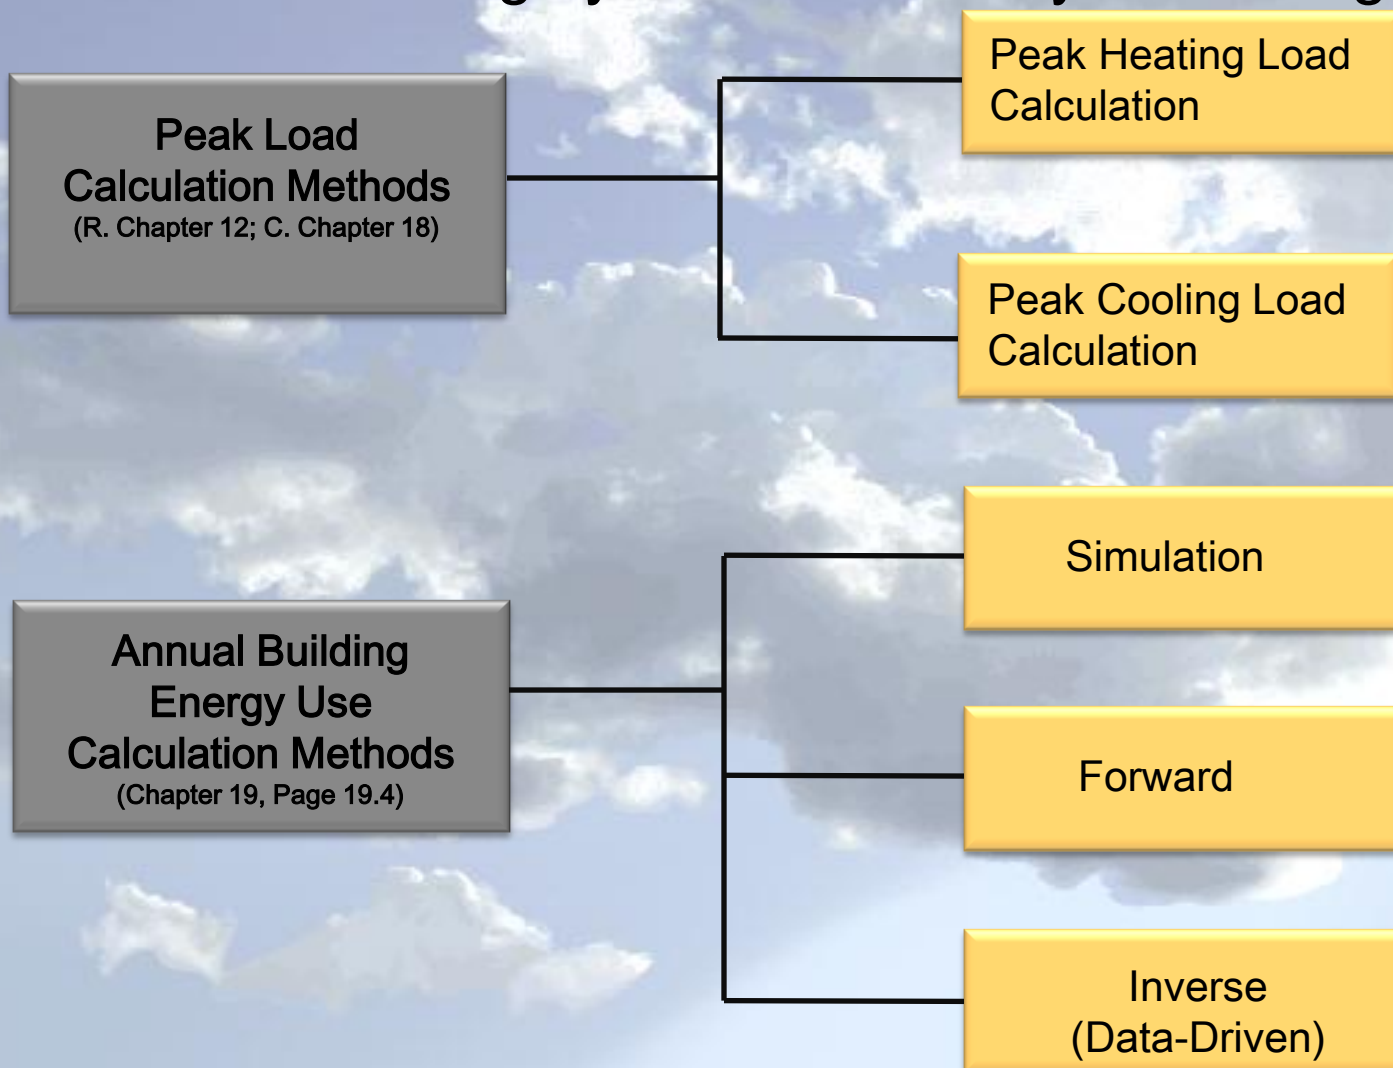 Peak Load
Calculation Methods
(R. Chapter 12; C. Chapter 18)
Peak Heating Load
Calculation
Peak Cooling Load
Calculation
Annual Building
Energy Use
Calculation Methods
(Chapter 19, Page 19.4)
Simulation
Forward
Inverse
(Data-Driven)